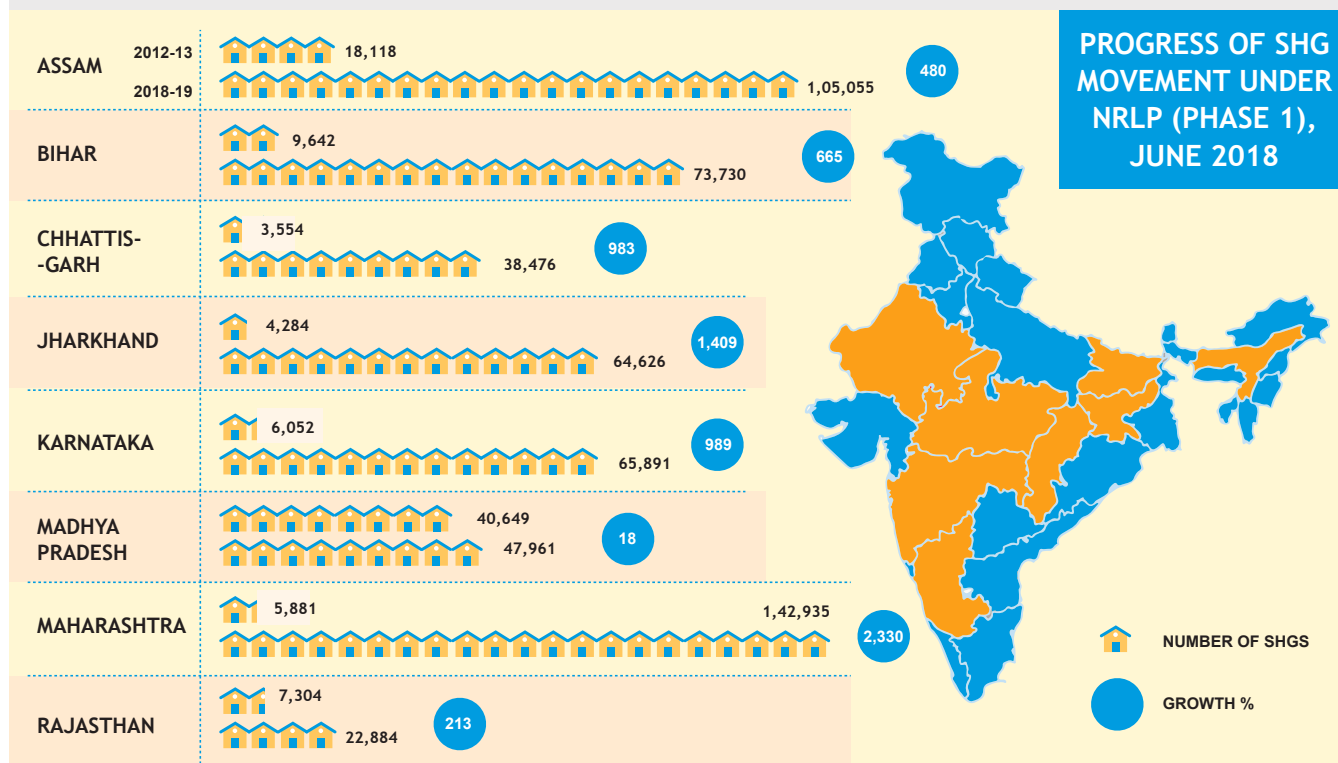 PROGRESS OF SHG
MOVEMENT UNDER
NRLP (PHASE 1),
JUNE 2018
ASSAM
2012-13
18,118
2018-19
1,05,055
480
BIHAR
9,642
73,730
665
CHHATTIS-
-GARH
3,554
38,476
983
JHARKHAND
4,284
64,626
1,409
KARNATAKA
6,052
65,891
989
MADHYA
PRADESH
40,649
47,961
18
MAHARASHTRA
5,881
1,42,935
2,330
RAJASTHAN
7,304
22,884
213
NUMBER OF SHGS
GROWTH %